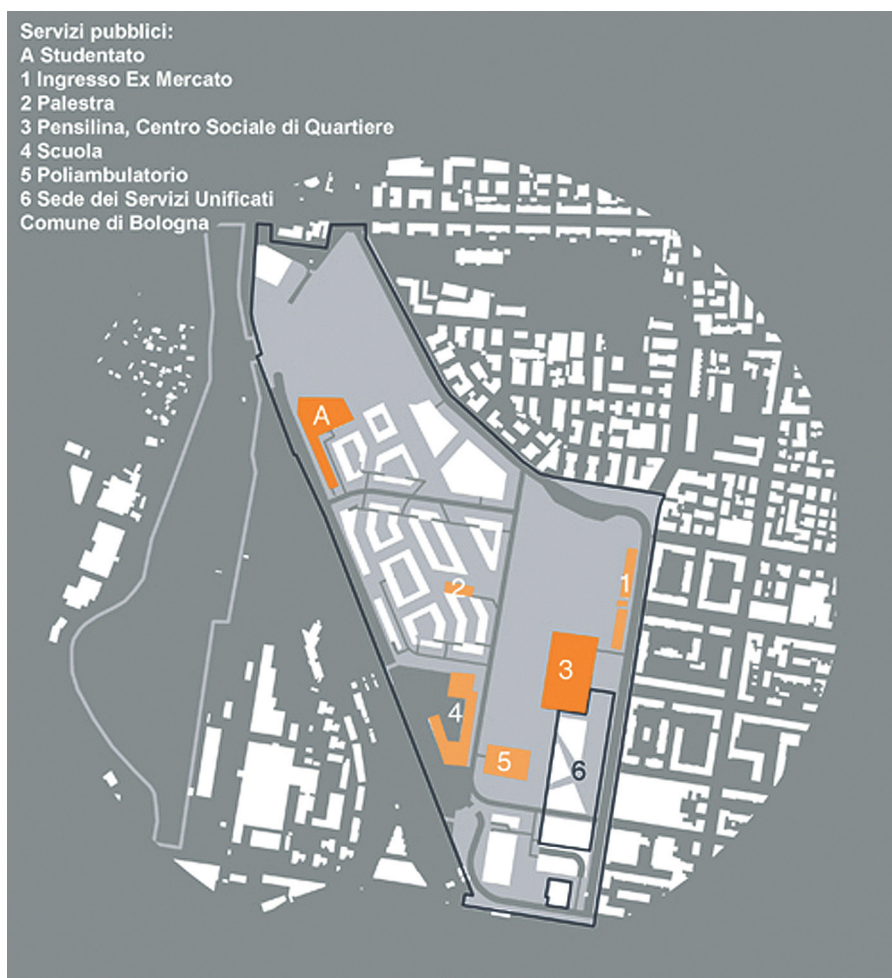 Servizi pubblici:
A Studentato
1 Ingresso Ex Mercato
2 Palestra
3 Pensilina, Centro Sociale di Quartiere
4 Scuola
5 Poliambulatorio
6 Sede dei Servizi Unificati
Comune di Bologna
A
2
1
3
4
5
6